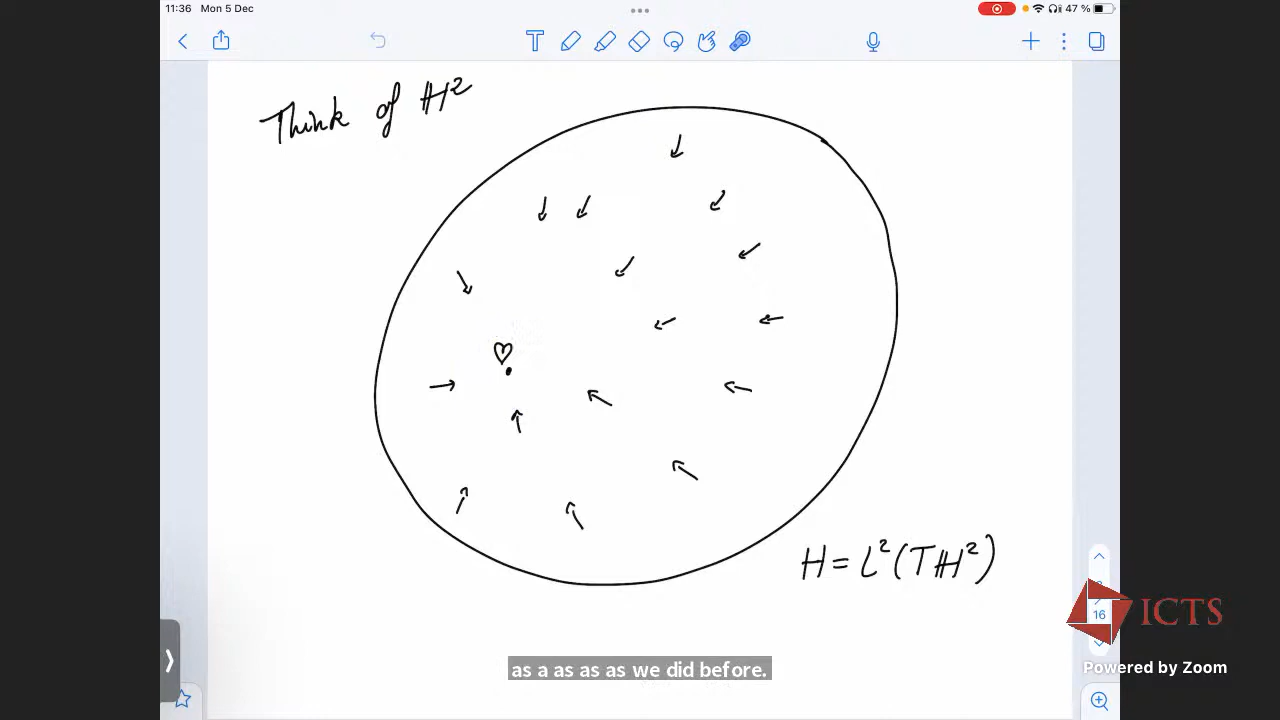 11:36 Mon 5 Dec
47 %
Think of ℍ²
H = L²(Tℍ²)
16
ICTS
as a as as as we did before.
Powered by Zoom